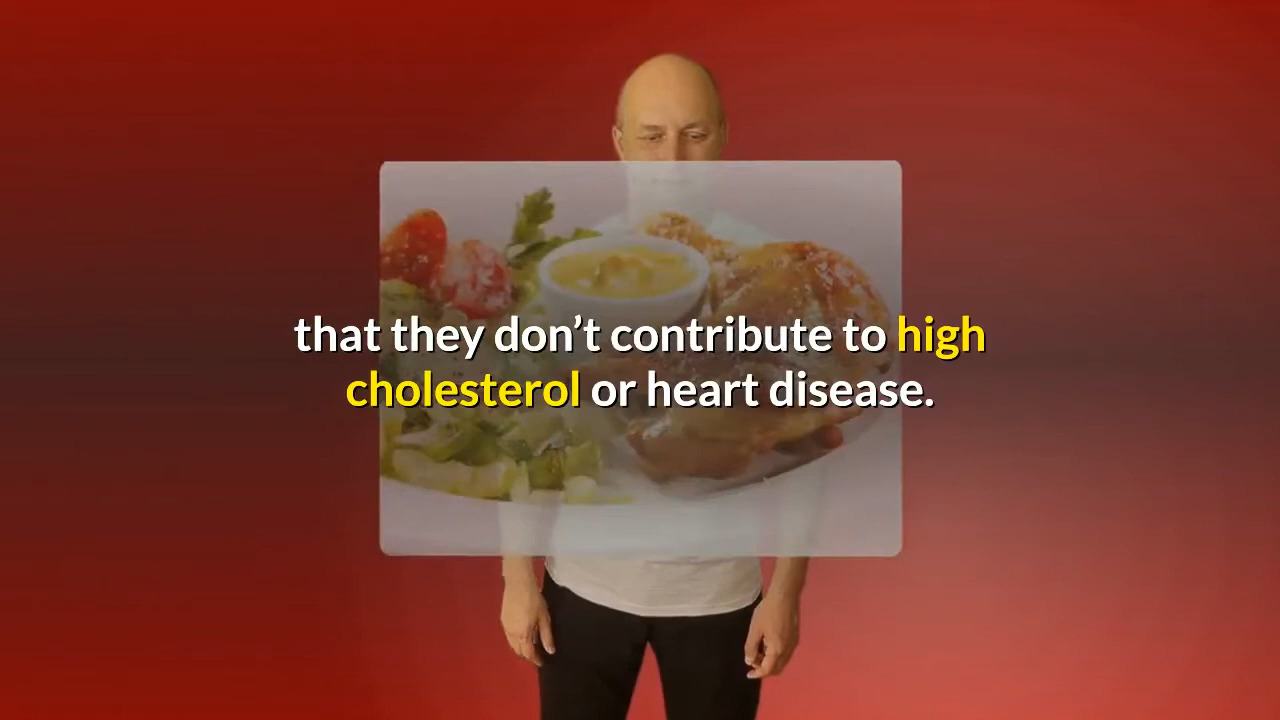 that they don’t contribute to high
cholesterol or heart disease.